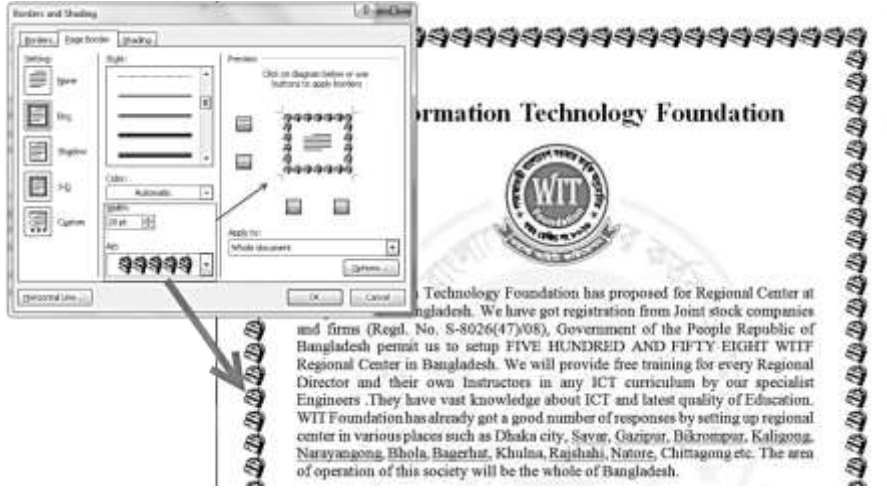 Borders and Shading
Borders Page Border Shading
Setting:
None
Box
Shadow
3-D
Custom
Style:
Color:
Automatic
Width:
20 pt
Art:
Preview
Click on diagram below or use
buttons to apply borders
Apply to:
Whole document
Options...
Horizontal Line...
OK Cancel
rmation Technology Foundation
WIT
Foundation
Technology Foundation has proposed for Regional Center at
ngladesh. We have got registration from Joint stock companies
and firms (Regd. No. S-8026(47)/08), Government of the People Republic of
Bangladesh permit us to setup FIVE HUNDRED AND FIFTY EIGHT WITF
Regional Center in Bangladesh. We will provide free training for every Regional
Director and their own Instructors in any ICT curriculum by our specialist
Engineers .They have vast knowledge about ICT and latest quality of Education.
WIT Foundation has already got a good number of responses by setting up regional
center in various places such as Dhaka city, Savar, Gazipur, Bikrompur, Kaligong,
Narayangong, Bhola, Bagerhat, Khulna, Rajshahi, Natore, Chittagong etc. The area
of operation of this society will be the whole of Bangladesh.